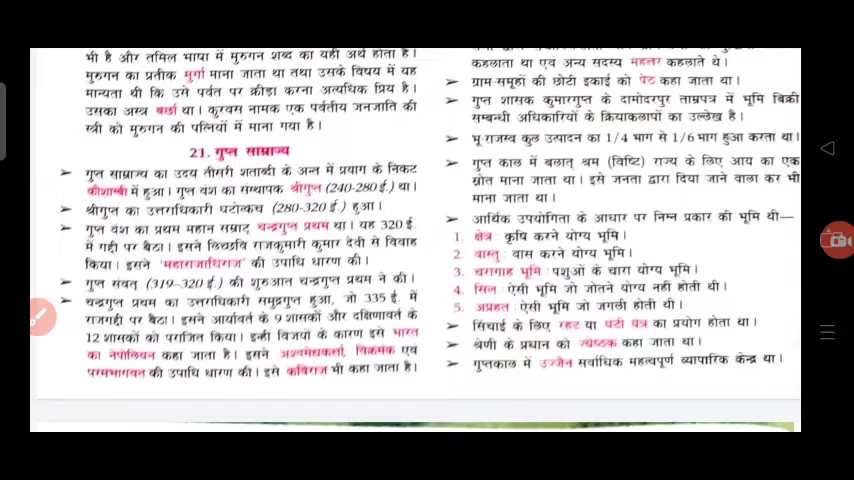 भी है और तमिल भाषा में मुरुगन शब्द का यही अर्थ होता है।
मुरुगन का प्रतीक मुर्गा माना जाता था तथा उसके विषय में यह
मान्यता थी कि उसे पर्वत पर क्रीड़ा करना अत्यधिक प्रिय है।
उसका अस्त्र बर्छा था। कुरवस नामक एक पर्वतीय जनजाति की
स्त्री को मुरुगन की पत्नियों में माना गया है।
21. गुप्त साम्राज्य
➢ गुप्त साम्राज्य का उदय तीसरी शताब्दी के अन्त में प्रयाग के निकट
कौशाम्बी में हुआ। गुप्त वंश का संस्थापक श्रीगुप्त (240-280 ई.) था।
➢ श्रीगुप्त का उत्तराधिकारी घटोत्कच (280-320 ई.) हुआ।
➢ गुप्त वंश का प्रथम महान सम्राट् चन्द्रगुप्त प्रथम था। यह 320 ई.
में गद्दी पर बैठा। इसने लिच्छवि राजकुमारी कुमार देवी से विवाह
किया। इसने 'महाराजाधिराज' की उपाधि धारण की।
➢ गुप्त संवत् (319-320 ई.) की शुरुआत चन्द्रगुप्त प्रथम ने की।
➢ चन्द्रगुप्त प्रथम का उत्तराधिकारी समुद्रगुप्त हुआ, जो 335 ई. में
राजगद्दी पर बैठा। इसने आर्यावर्त के 9 शासकों और दक्षिणावर्त के
12 शासकों को पराजित किया। इन्हीं विजयों के कारण इसे भारत
का नेपोलियन कहा जाता है। इसने अश्वमेधकर्त्ता, विक्रमंक एवं
परमभागवत की उपाधि धारण की। इसे कविराज भी कहा जाता है।
कहलाता था एवं अन्य सदस्य महत्तर कहलाते थे।
➢ ग्राम-समूहों की छोटी इकाई को पेठ कहा जाता था।
➢ गुप्त शासक कुमारगुप्त के दामोदरपुर ताम्रपत्र में भूमि बिक्री
सम्बन्धी अधिकारियों के क्रियाकलापों का उल्लेख है।
➢ भू-राजस्व कुल उत्पादन का 1/4 भाग से 1/6 भाग हुआ करता था।
➢ गुप्त काल में बलात् श्रम (विष्टि) राज्य के लिए आय का एक
स्रोत माना जाता था। इसे जनता द्वारा दिया जाने वाला कर भी
माना जाता था।
➢ आर्थिक उपयोगिता के आधार पर निम्न प्रकार की भूमि थी—
1. क्षेत्र : कृषि करने योग्य भूमि।
2. वास्तु : वास करने योग्य भूमि।
3. चरागाह भूमि : पशुओं के चारा योग्य भूमि।
4. सिल : ऐसी भूमि जो जोतने योग्य नहीं होती थी।
5. अप्रहत : ऐसी भूमि जो जंगली होती थी।
➢ सिंचाई के लिए रहट या घटी यंत्र का प्रयोग होता था।
➢ श्रेणी के प्रधान को ज्येष्ठक कहा जाता था।
➢ गुप्तकाल में उज्जैन सर्वाधिक महत्वपूर्ण व्यापारिक केन्द्र था।